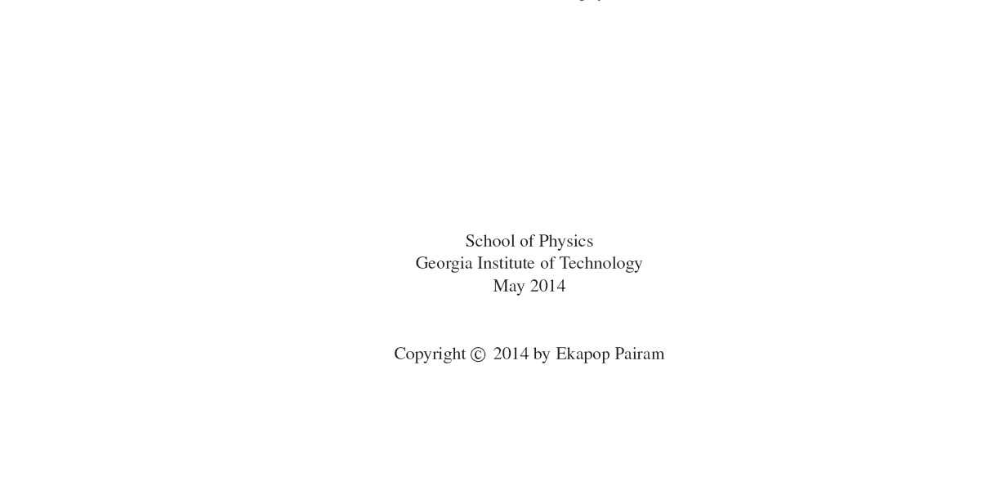 School of Physics
Georgia Institute of Technology
May 2014
Copyright © 2014 by Ekapop Pairam